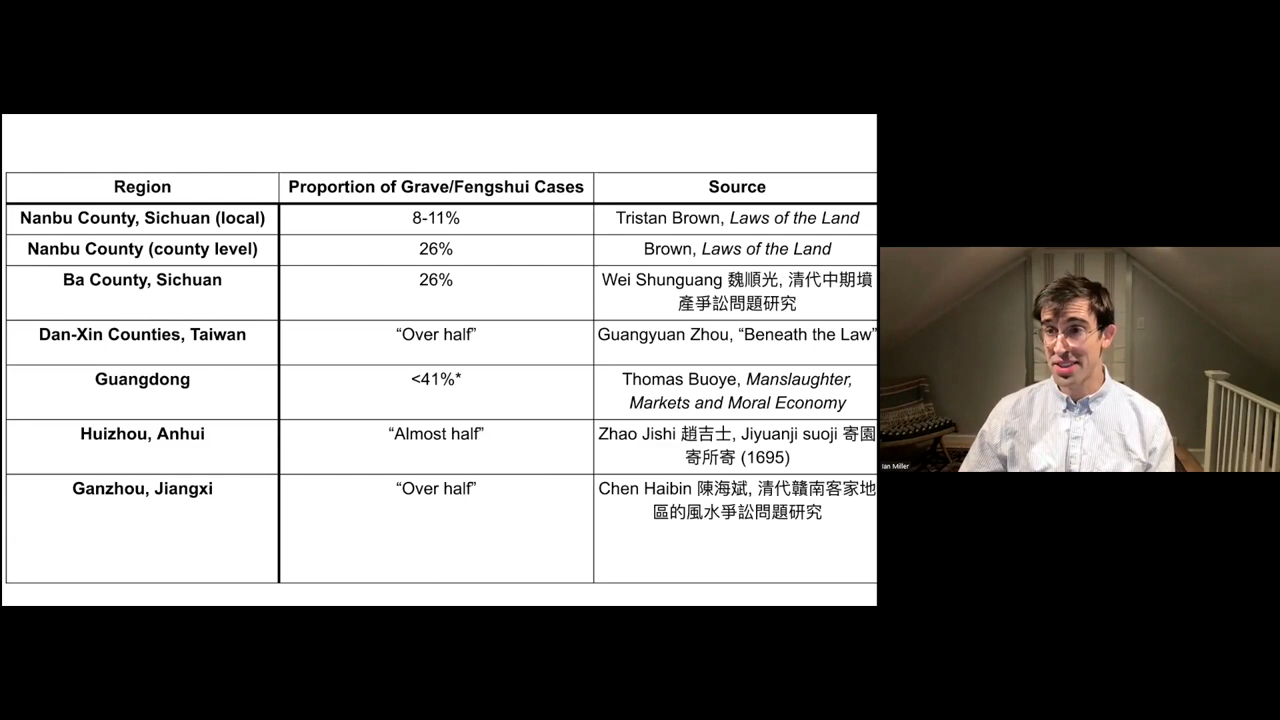 Region Proportion of Grave/Fengshui Cases Source
Nanbu County, Sichuan (local) 8-11% Tristan Brown, Laws of the Land
Nanbu County (county level) 26% Brown, Laws of the Land
Ba County, Sichuan 26% Wei Shunguang 魏順光, 清代中期墳
產爭訟問題研究
Dan-Xin Counties, Taiwan “Over half” Guangyuan Zhou, “Beneath the Law”
Guangdong <41%* Thomas Buoye, Manslaughter,
Markets and Moral Economy
Huizhou, Anhui “Almost half” Zhao Jishi 趙吉士, Jiyuanji suoji 寄園
寄所寄 (1695)
Ganzhou, Jiangxi “Over half” Chen Haibin 陳海斌, 清代贛南客家地
區的風水爭訟問題研究
Ian Miller